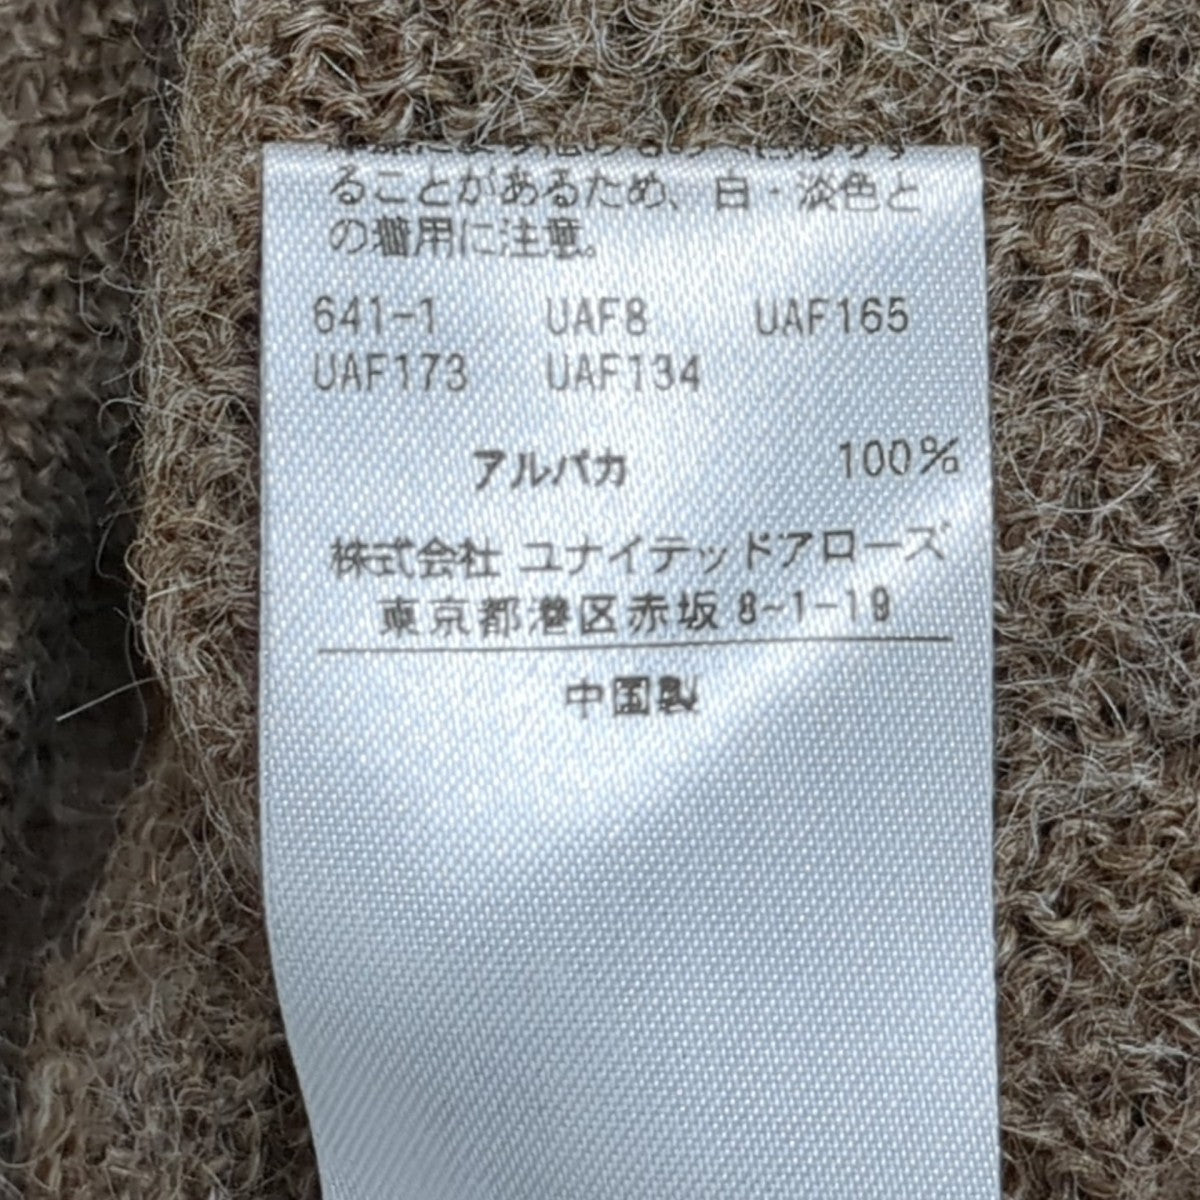 ることがあるため、白・淡色と
の着用に注意。
641-1 UAF8 UAF165
UAF173 UAF134
アルパカ 100%
株式会社 ユナイテッドアローズ
東京都港区赤坂 8-1-19
中国製